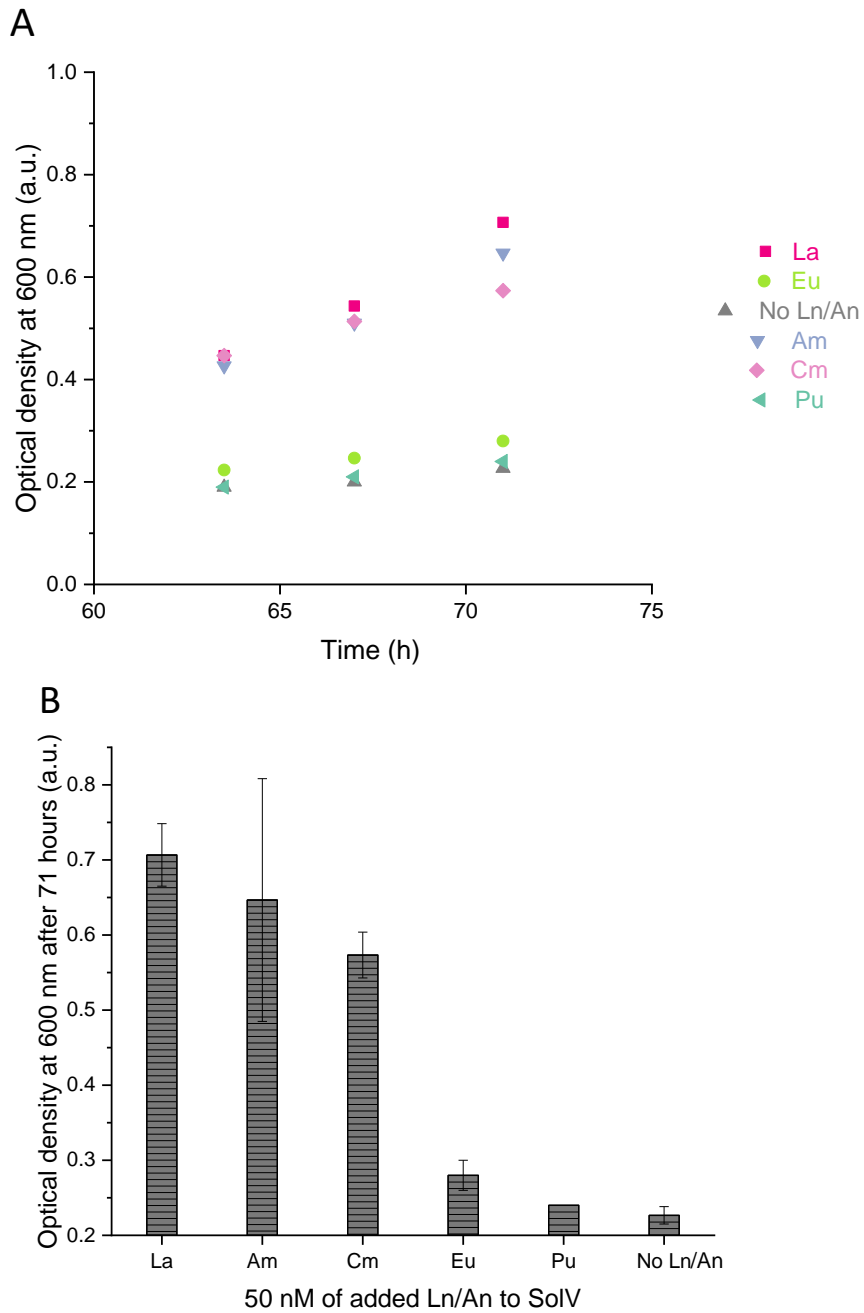 A
1.0
0.8
0.6
0.4
0.2
0.0
60
65
70
75
Optical density at 600 nm (a.u.)
Time (h)
La
Eu
No Ln/An
Am
Cm
Pu
B
0.8
0.7
0.6
0.5
0.4
0.3
0.2
Optical density at 600 nm after 71 hours (a.u.)
La
Am
Cm
Eu
Pu
No Ln/An
50 nM of added Ln/An to SolV